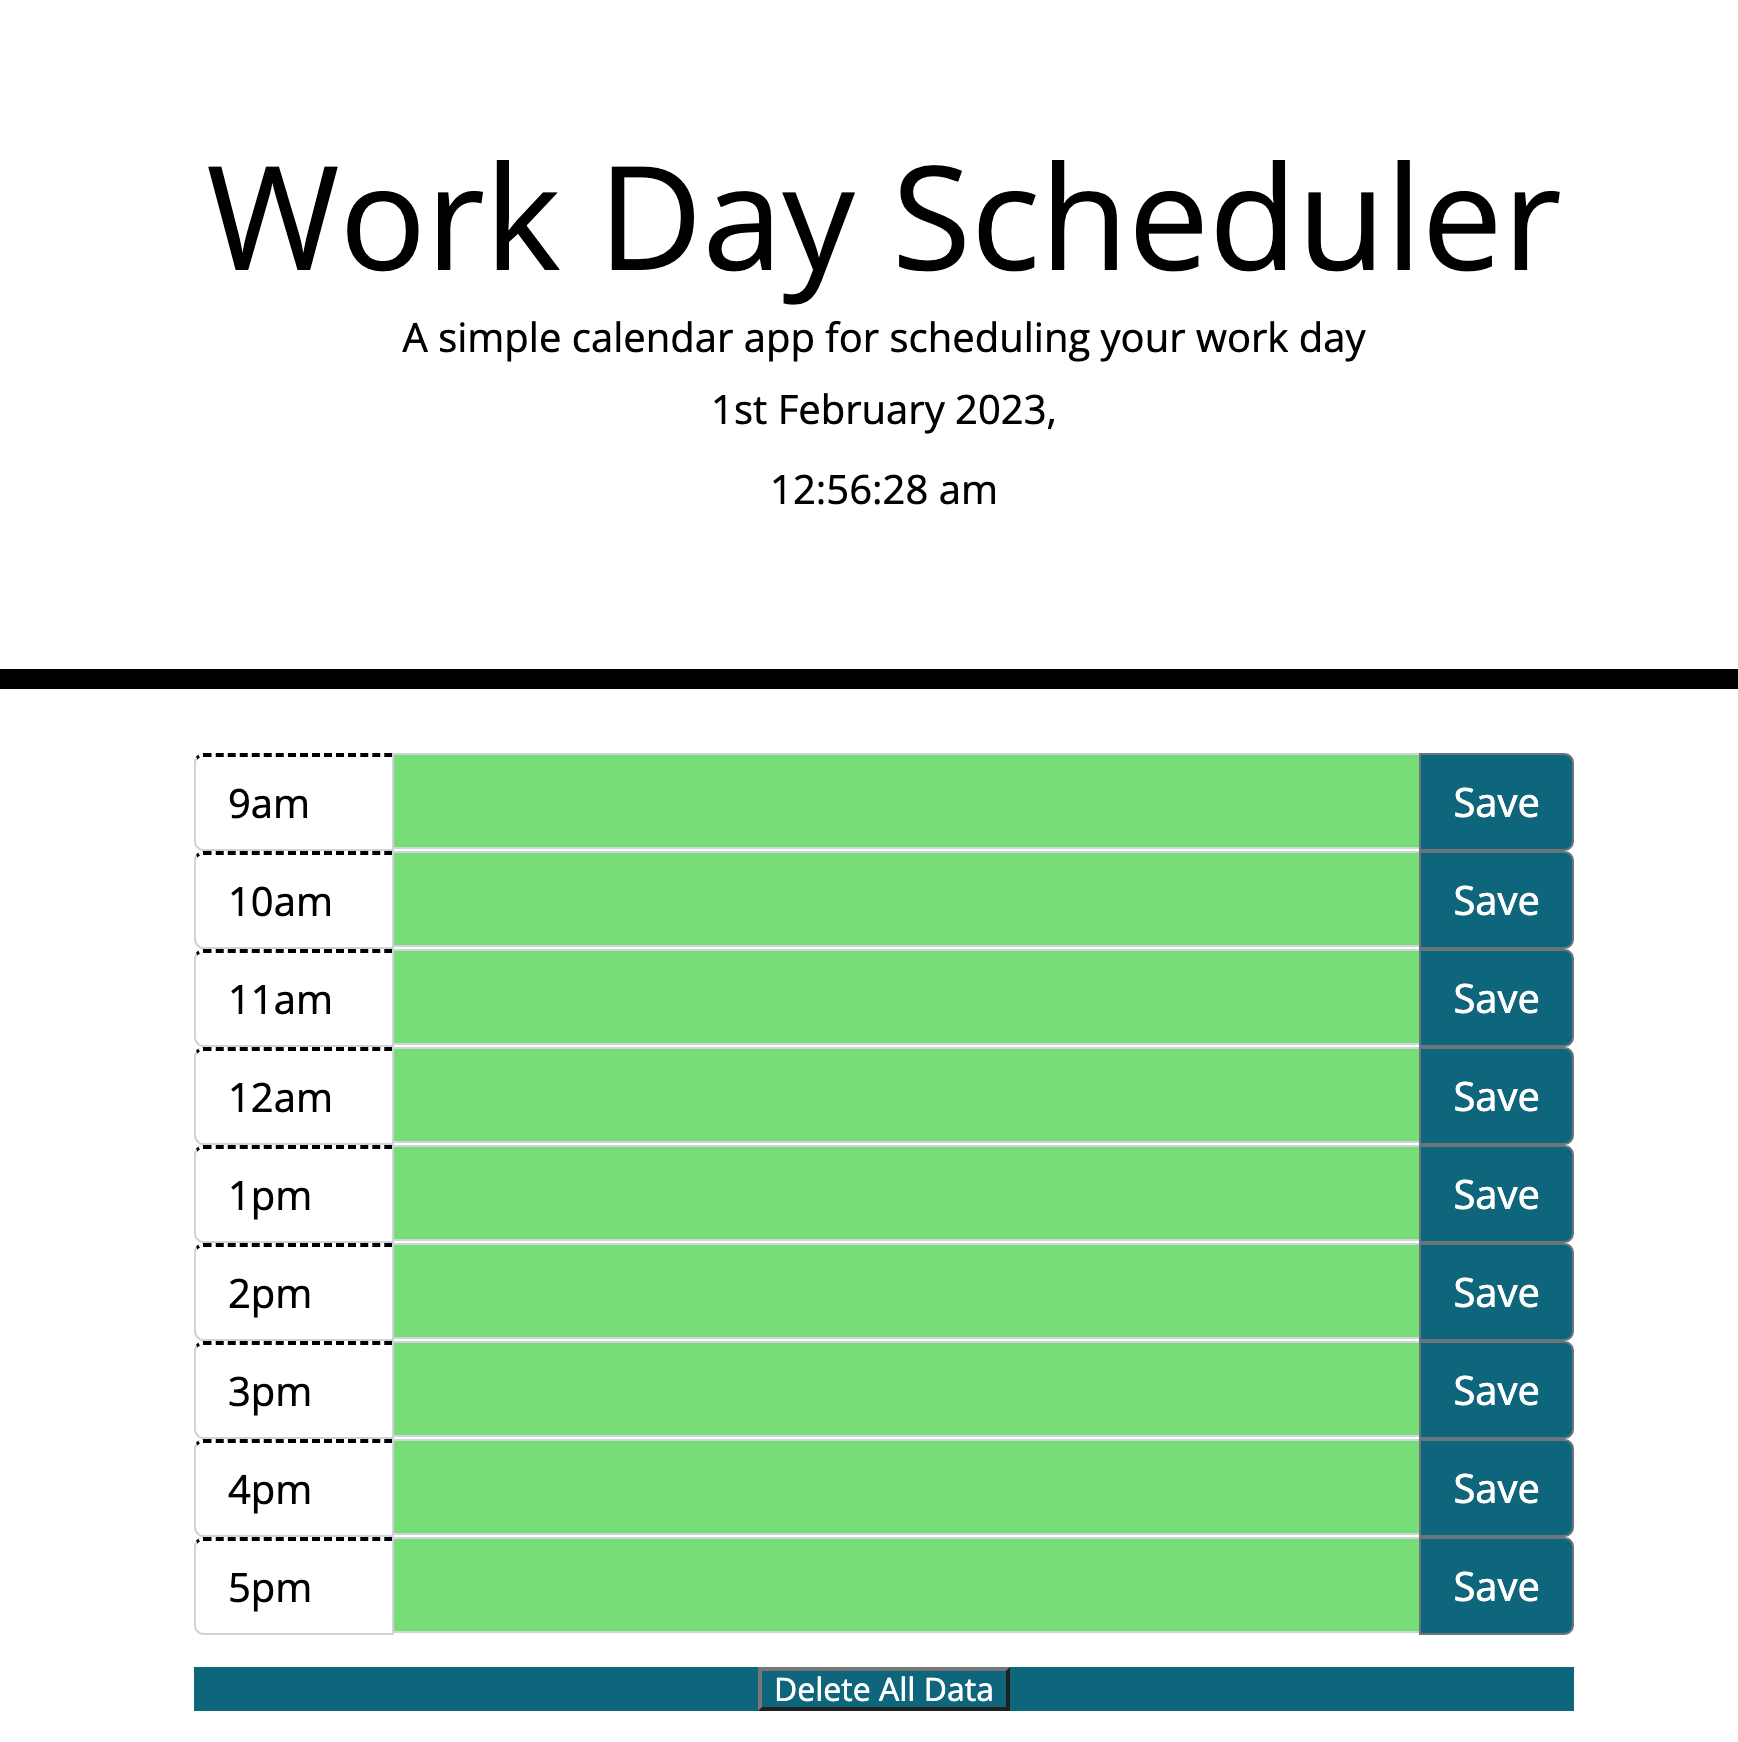 Work Day Scheduler
A simple calendar app for scheduling your work day
1st February 2023,
12:56:28 am
9am Save
10am Save
11am Save
12am Save
1pm Save
2pm Save
3pm Save
4pm Save
5pm Save
Delete All Data